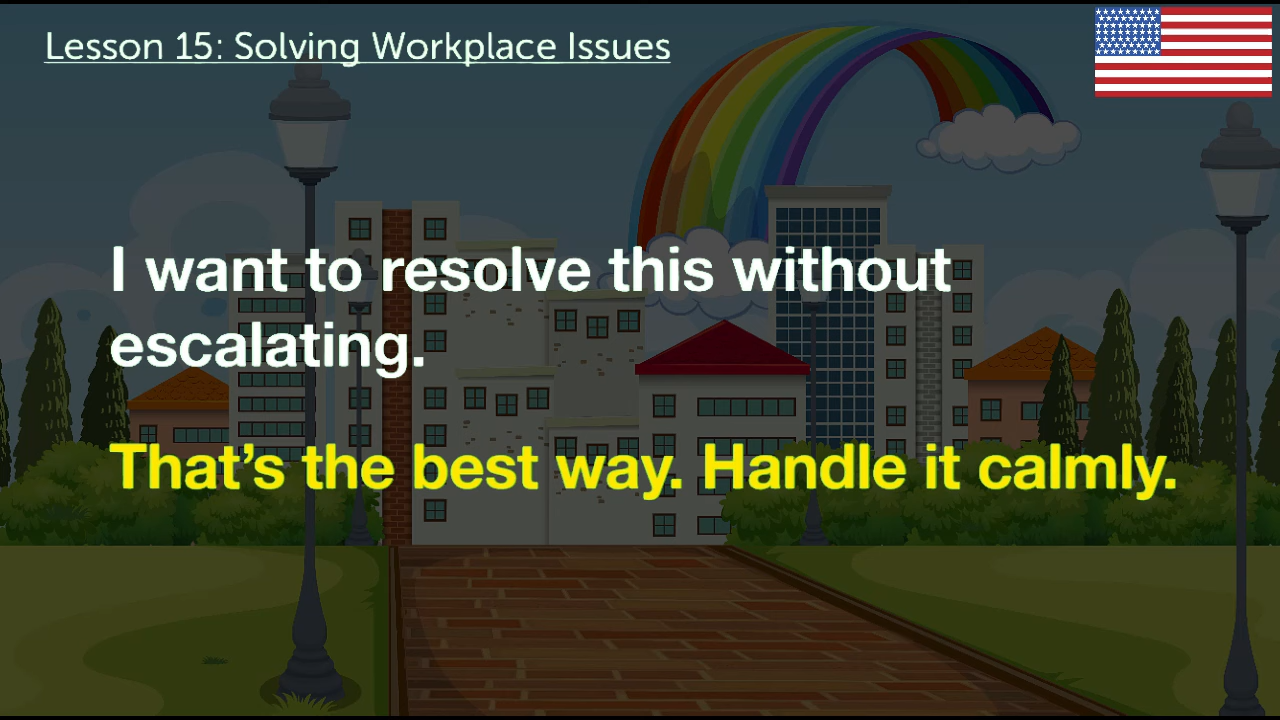 Lesson 15: Solving Workplace Issues
I want to resolve this without
escalating.
That's the best way. Handle it calmly.